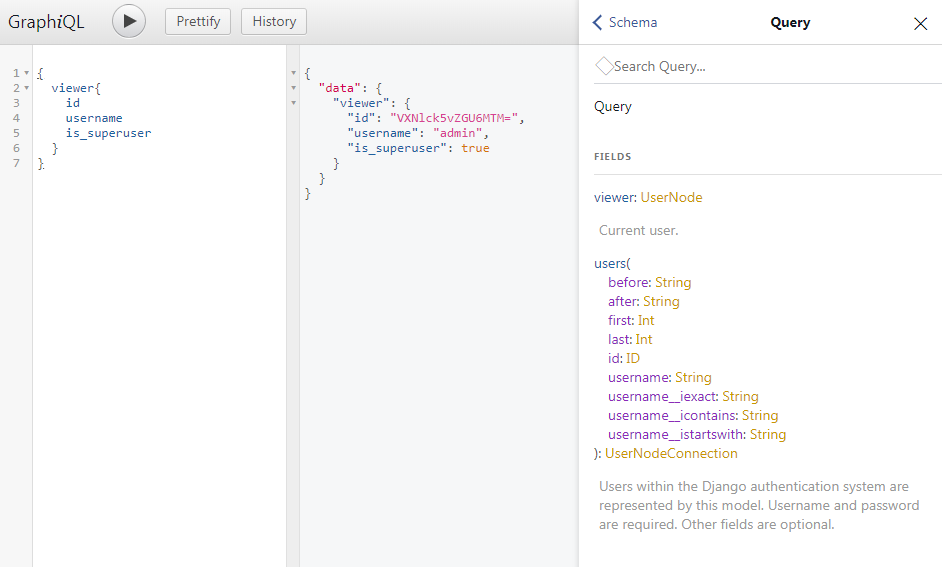 GraphiQL
Prettify
History
1 {
2 viewer{
3 id
4 username
5 is_superuser
6 }
7 }
{
"data": {
"viewer": {
"id": "VXNlck5vZGU6MTM=",
"username": "admin",
"is_superuser": true
}
}
}
Schema
Query
Search Query...
Query
FIELDS
viewer: UserNode
Current user.
users(
before: String
after: String
first: Int
last: Int
id: ID
username: String
username__iexact: String
username__icontains: String
username__istartswith: String
): UserNodeConnection
Users within the Django authentication system are
represented by this model. Username and password
are required. Other fields are optional.